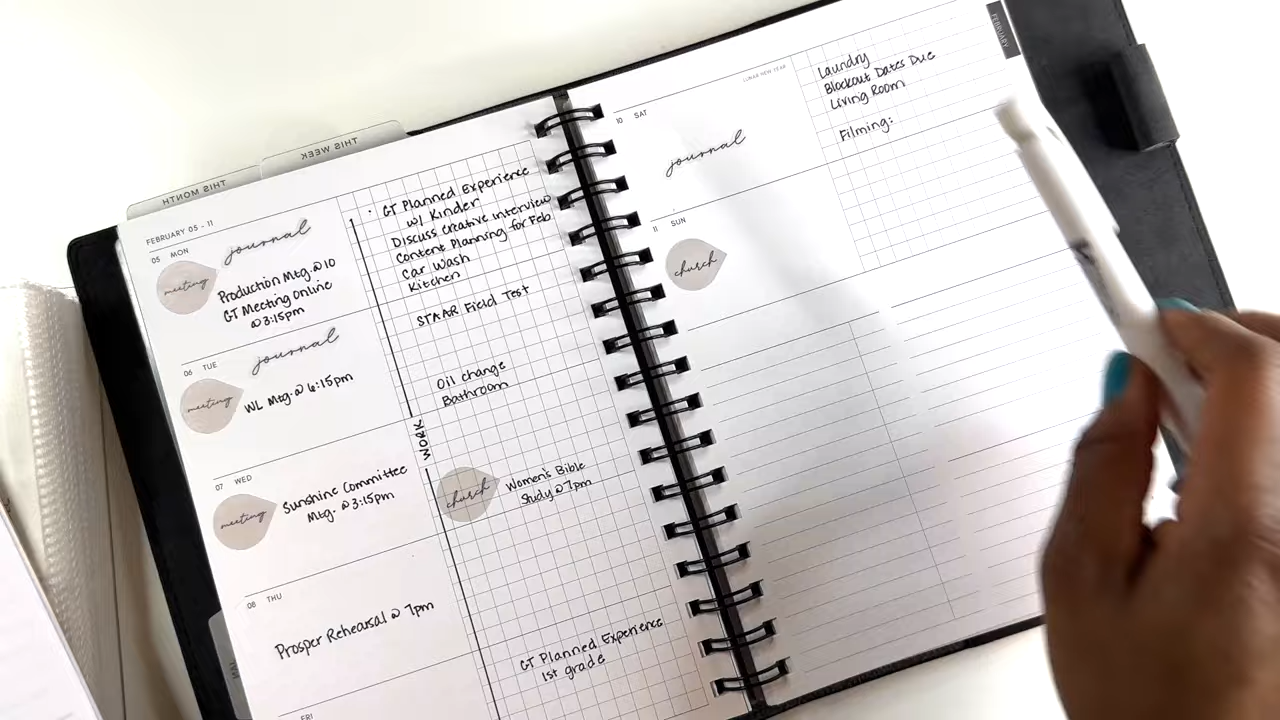 THIS MONTH
THIS WEEK
FEBRUARY 05 - 11
05 MON
journal
meeting
Production Mtg. @ 10
GT Meeting online
@ 3:15pm
GT Planned Experience
w/ Kinder
Discuss creative interview
Content Planning for Feb
Car Wash
Kitchen
STAAR Field Test
06 TUE
journal
meeting
WL Mtg. @ 6:15pm
Oil change
Bathroom
WORK
07 WED
meeting
Sunshine Committee
Mtg. @ 3:15pm
church
Women's Bible
Study @ 7pm
08 THU
Prosper Rehearsal @ 7pm
GT Planned Experience
1st grade
FRI
FEBRUARY
LUNAR NEW YEAR
10 SAT
journal
Laundry
Blockout Dates Due
Living Room
Filming:
11 SUN
church